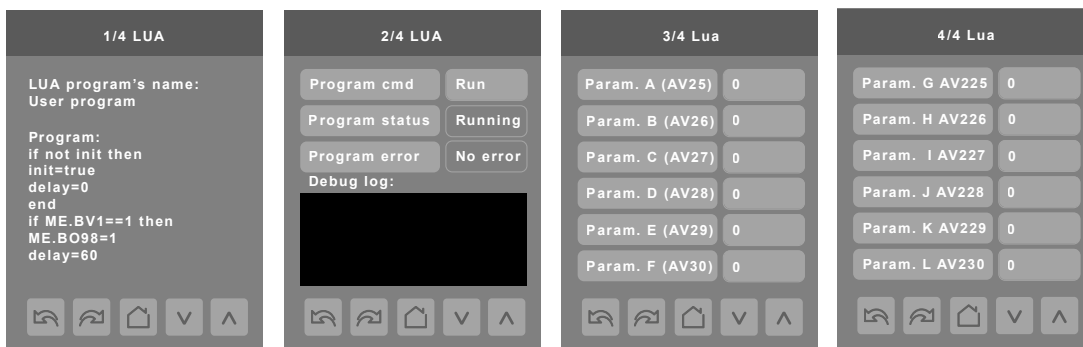 1/4 LUA
LUA program's name:
User program
Program:
if not init then
init=true
delay=0
end
if ME.BV1==1 then
ME.BO98=1
delay=60
2/4 LUA
Program cmd Run
Program status Running
Program error No error
Debug log:
3/4 Lua
Param. A (AV25) 0
Param. B (AV26) 0
Param. C (AV27) 0
Param. D (AV28) 0
Param. E (AV29) 0
Param. F (AV30) 0
4/4 Lua
Param. G AV225 0
Param. H AV226 0
Param. I AV227 0
Param. J AV228 0
Param. K AV229 0
Param. L AV230 0